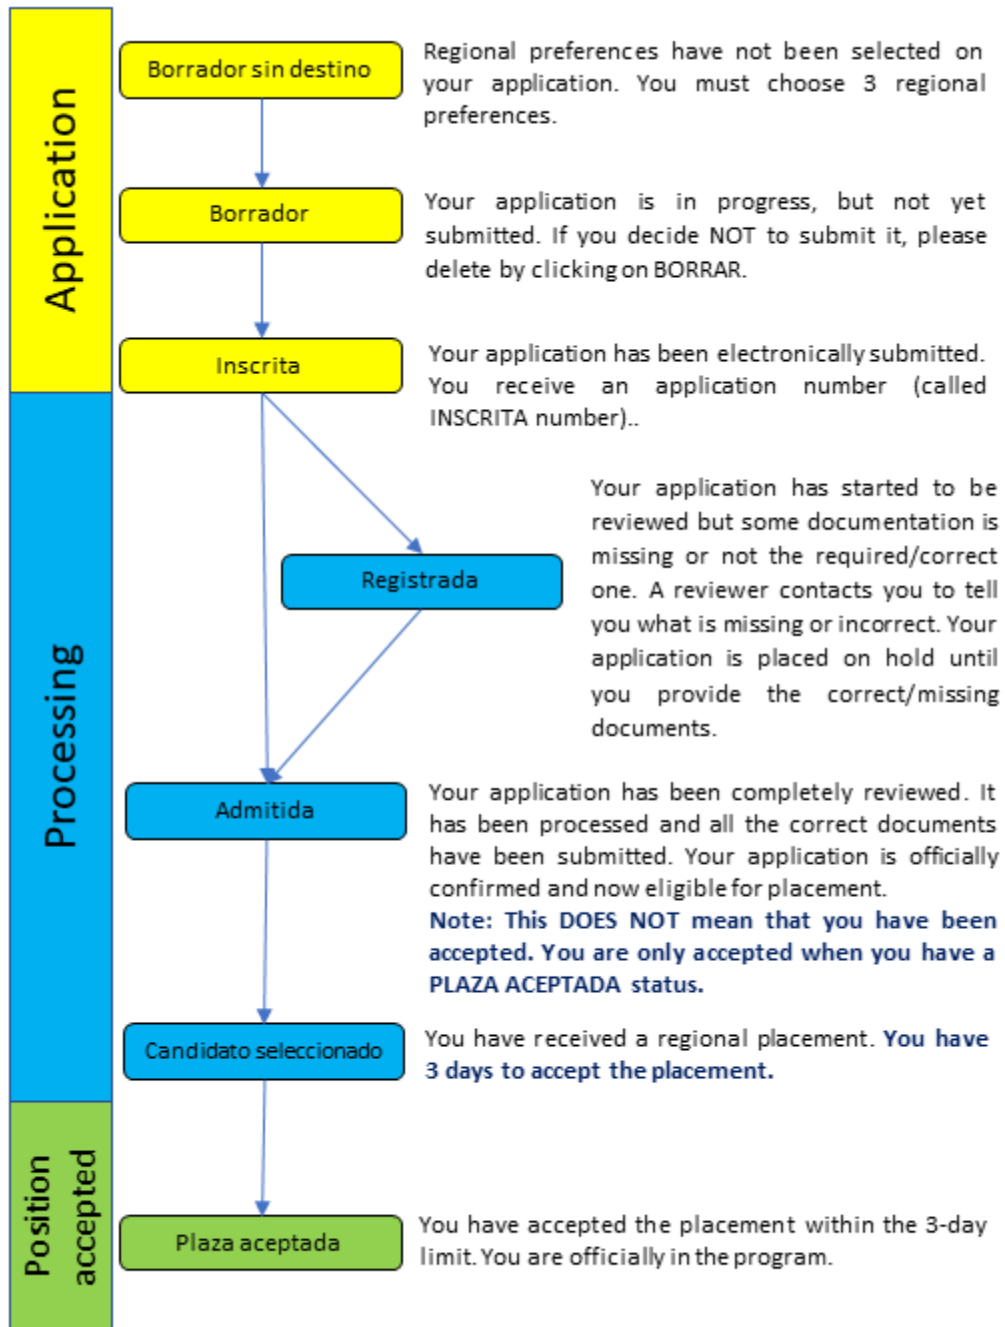 Application
Borrador sin destino
Regional preferences have not been selected on
your application. You must choose 3 regional
preferences.
Borrador
Your application is in progress, but not yet
submitted. If you decide NOT to submit it, please
delete by clicking on BORRAR.
Inscrita
Your application has been electronically submitted.
You receive an application number (called
INSCRITA number)..
Processing
Registrada
Your application has started to be
reviewed but some documentation is
missing or not the required/correct
one. A reviewer contacts you to tell
you what is missing or incorrect. Your
application is placed on hold until
you provide the correct/missing
documents.
Admitida
Your application has been completely reviewed. It
has been processed and all the correct documents
have been submitted. Your application is officially
confirmed and now eligible for placement.
Note: This DOES NOT mean that you have been
accepted. You are only accepted when you have a
PLAZA ACEPTADA status.
Candidato seleccionado
You have received a regional placement. You have
3 days to accept the placement.
Position
accepted
Plaza aceptada
You have accepted the placement within the 3-day
limit. You are officially in the program.